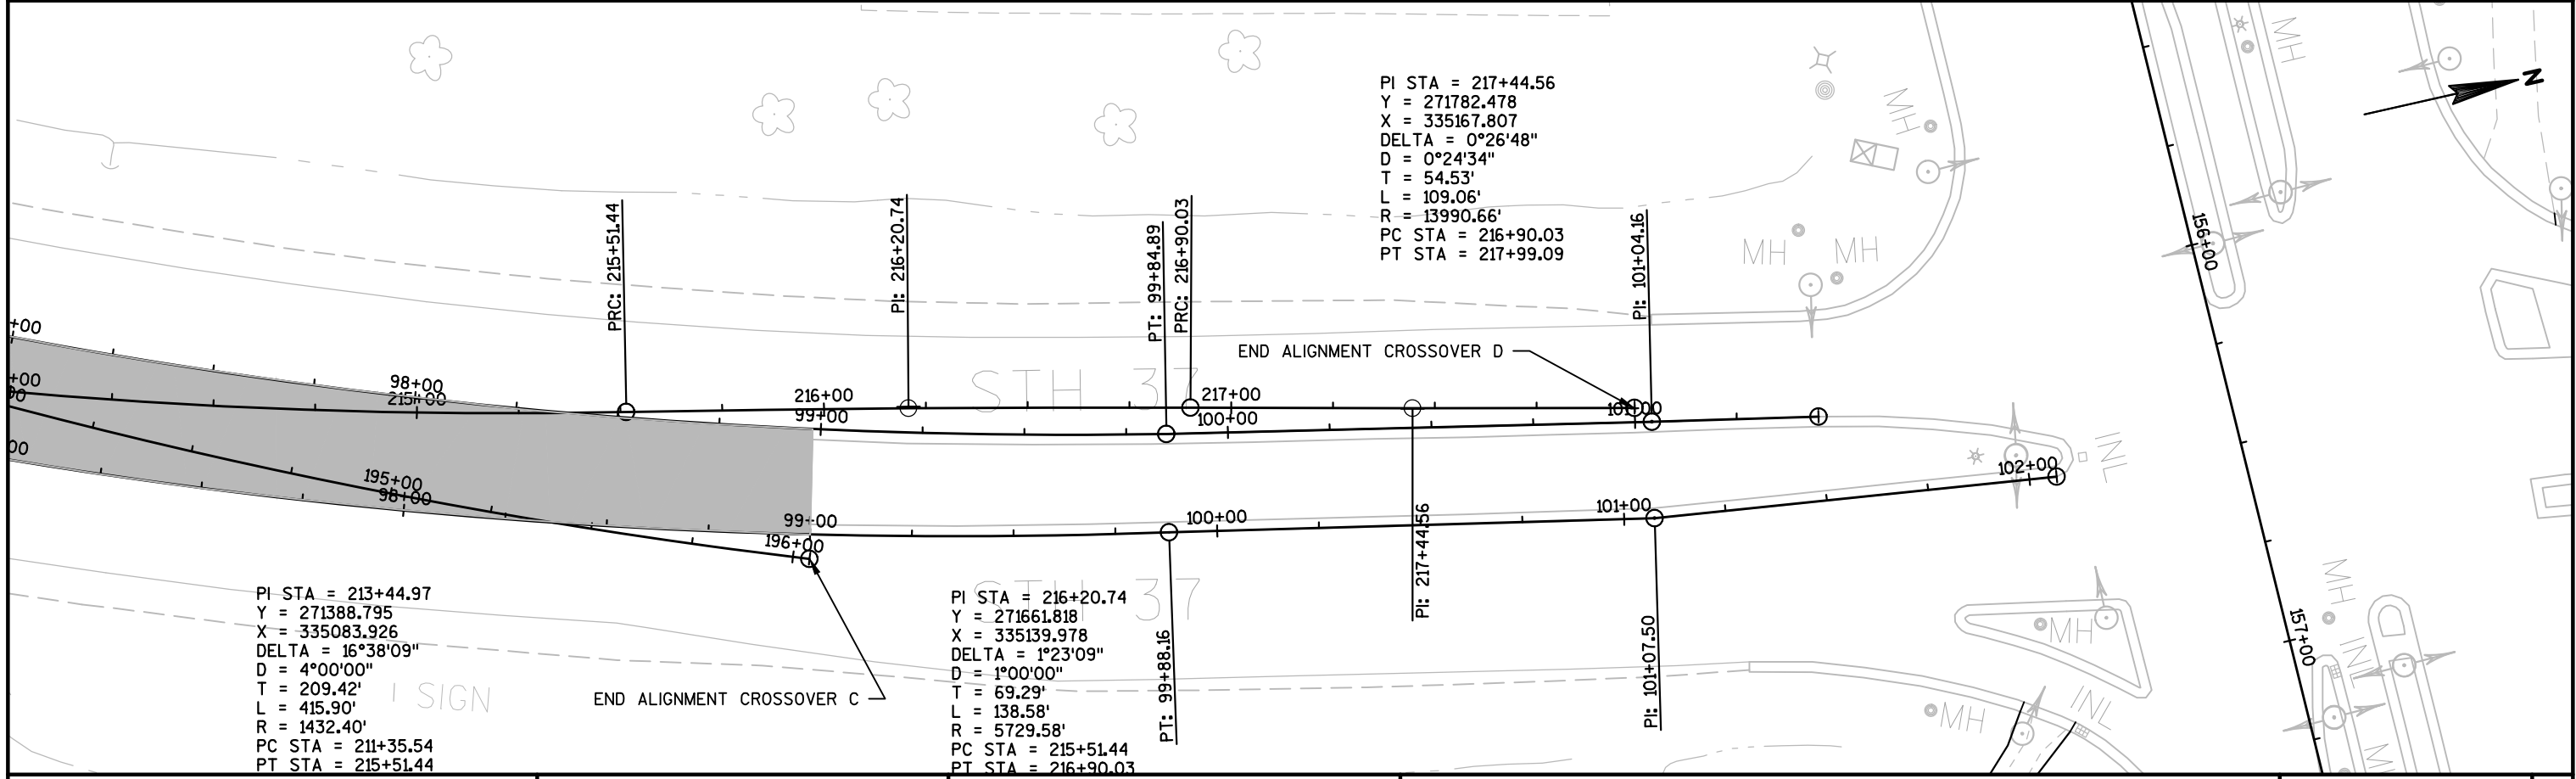 PI STA = 217+44.56
Y = 271782.478
X = 335167.807
DELTA = 0°26'48"
D = 0°24'34"
T = 54.53'
L = 109.06'
R = 13990.66'
PC STA = 216+90.03
PT STA = 217+99.09
MH
MH
MH
MH
N
PRC: 215+51.44
PI: 216+20.74
PT: 99+84.89
PRC: 216+90.03
PI: 101+04.16
156+00
END ALIGNMENT CROSSOVER D
+00
+00
00
00
98+00
215+00
216+00
99+00
STH 37
217+00
100+00
101+00
195+00
98+00
99+00
196+00
100+00
101+00
102+00
INL
PI: 217+44.56
STH 37
PI STA = 213+44.97
Y = 271388.795
X = 335083.926
DELTA = 16°38'09"
D = 4°00'00"
T = 209.42'
L = 415.90'
R = 1432.40'
PC STA = 211+35.54
PT STA = 215+51.44
SIGN
END ALIGNMENT CROSSOVER C
PI STA = 216+20.74
Y = 271661.818
X = 335139.978
DELTA = 1°23'09"
D = 1°00'00"
T = 69.29'
L = 138.58'
R = 5729.58'
PC STA = 215+51.44
PT STA = 216+90.03
PT: 99+88.16
PI: 101+07.50
157+00
MH
MH
INL
MH
INL
MH